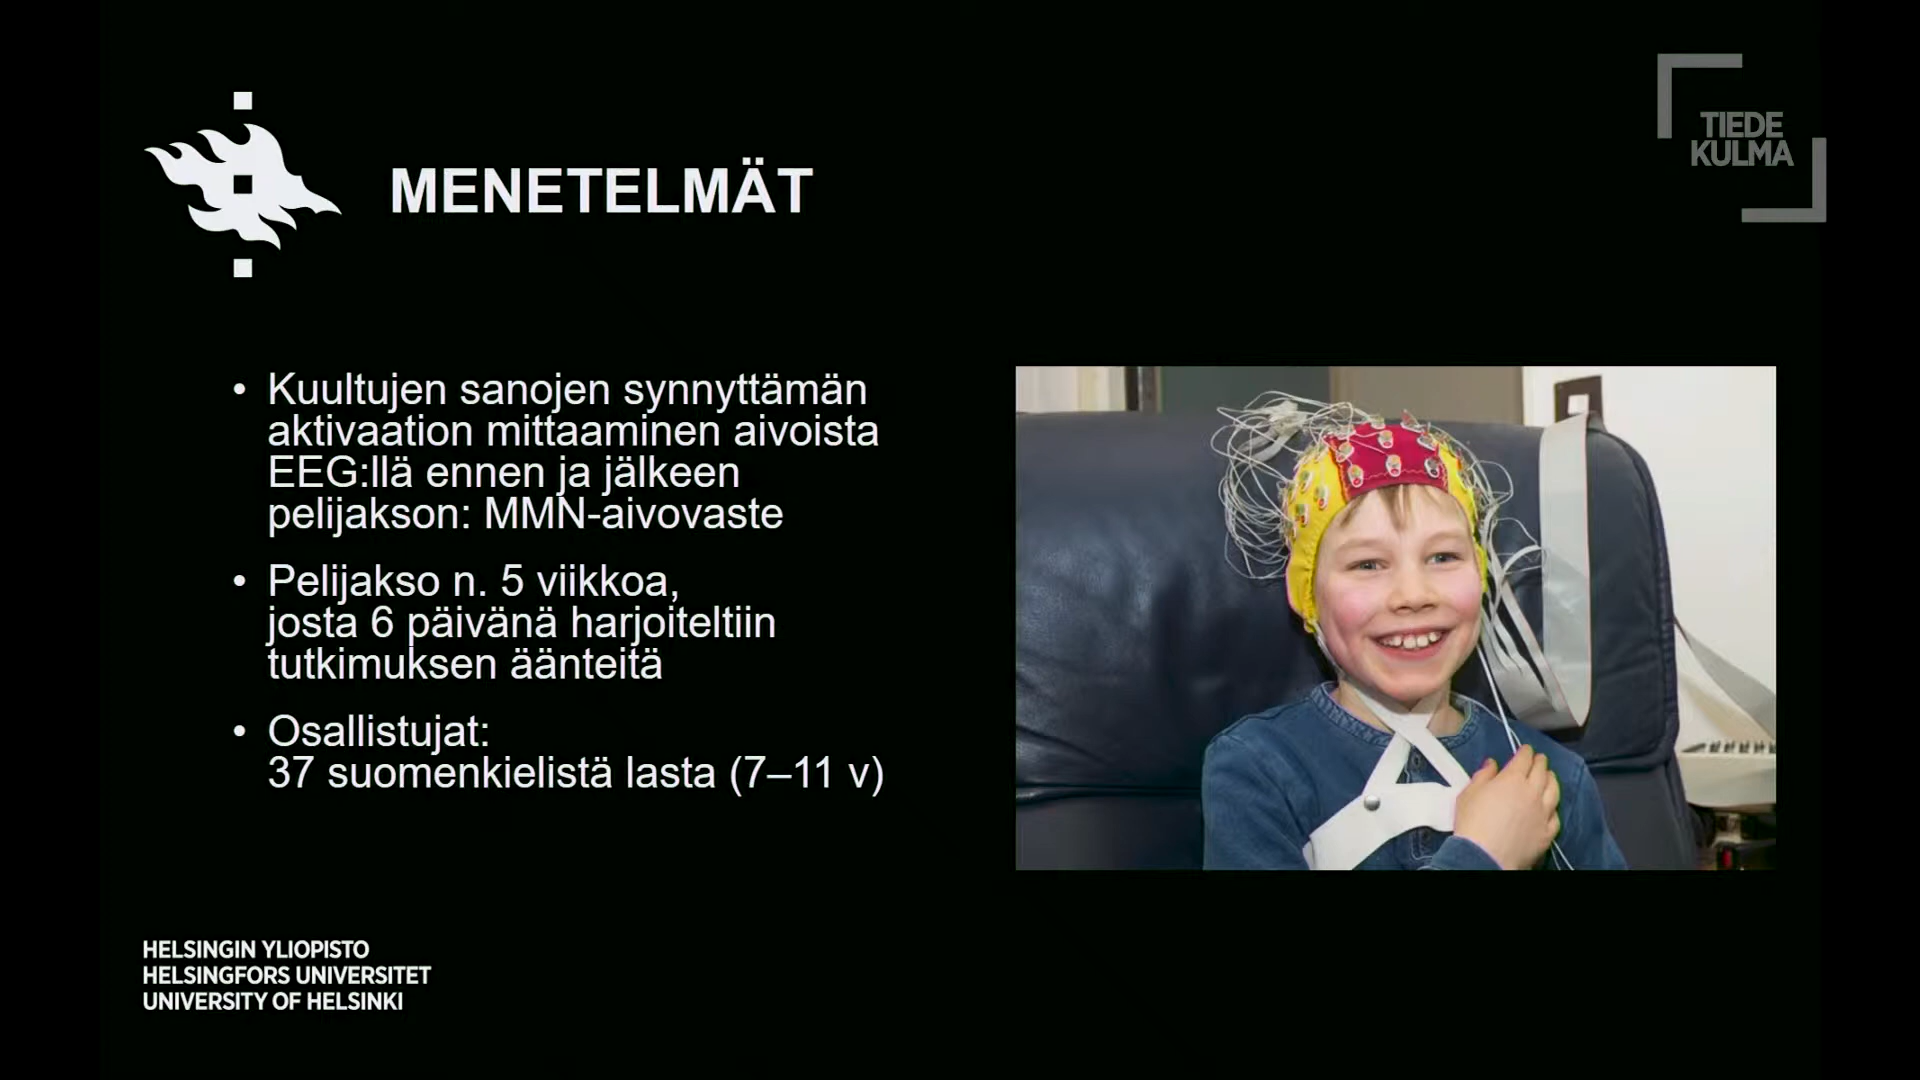 TIEDE
KULMA
MENETELMÄT
• Kuultujen sanojen synnyttämän
aktivaation mittaaminen aivoista
EEG:llä ennen ja jälkeen
pelijakson: MMN-aivovaste
• Pelijakso n. 5 viikkoa,
josta 6 päivänä harjoiteltiin
tutkimuksen äänteitä
• Osallistujat:
37 suomenkielistä lasta (7–11 v)
HELSINGIN YLIOPISTO
HELSINGFORS UNIVERSITET
UNIVERSITY OF HELSINKI